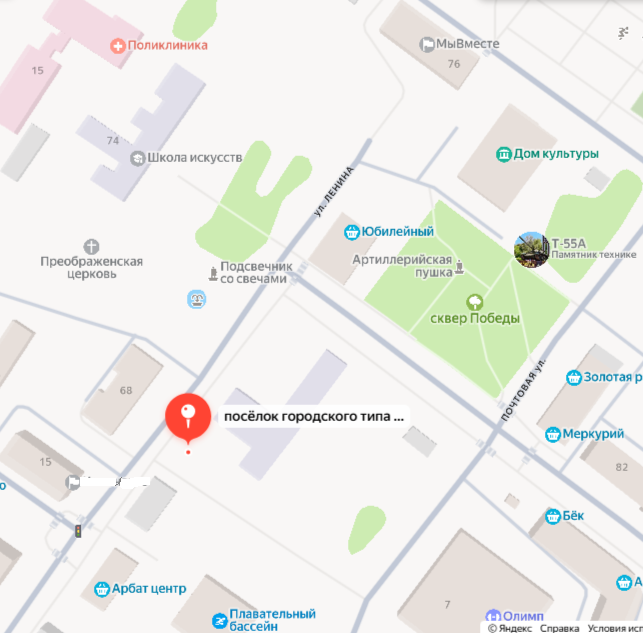 Поликлиника
МыВместе
15
76
74
Школа искусств
Дом культуры
ул. ЛЕНИНА
Юбилейный
Т-55А
Памятник технике
Преображенская
церковь
Подсвечник
со свечами
Артиллерийская
пушка
сквер Победы
ПОЧТОВАЯ УЛ.
Золотая р
68
посёлок городского типа ...
Меркурий
15
82
о
Бёк
Арбат центр
А
7
Плавательный
бассейн
Олимп
© Яндекс Справка Условия исп